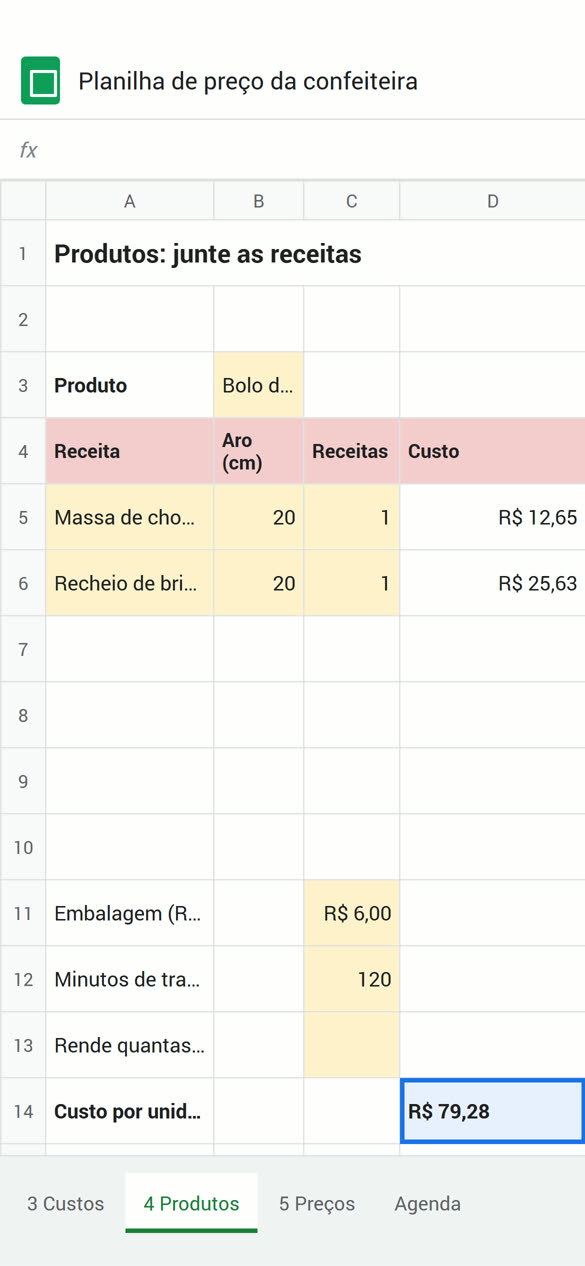 Planilha de preço da confeiteira
fx
A B C D
1 Produtos: junte as receitas
2
3 Produto Bolo d...
4 Receita Aro (cm) Receitas Custo
5 Massa de cho... 20 1 R$ 12,65
6 Recheio de bri... 20 1 R$ 25,63
7
8
9
10
11 Embalagem (R... R$ 6,00
12 Minutos de tra... 120
13 Rende quantas...
14 Custo por unid... R$ 79,28
3 Custos 4 Produtos 5 Preços Agenda